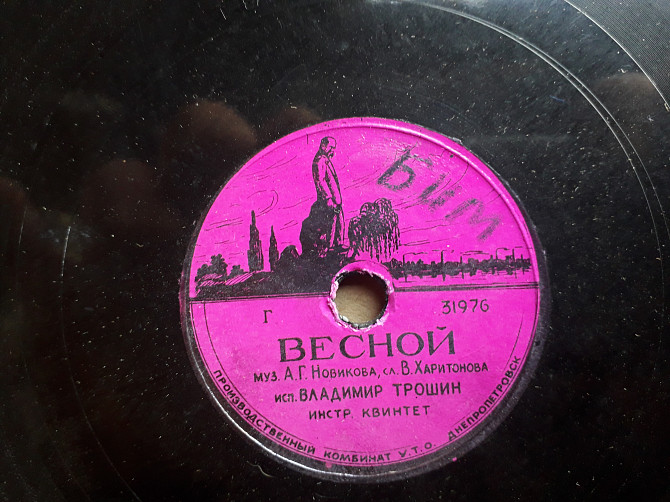 Бим
Г 31976
ВЕСНОЙ
муз. А.Г. Новикова, сл. В. Харитонова
исп. ВЛАДИМИР ТРОШИН
ИНСТР. КВИНТЕТ
ПРОИЗВОДСТВЕННЫЙ КОМБИНАТ У.Т.О. ДНЕПРОПЕТРОВСК